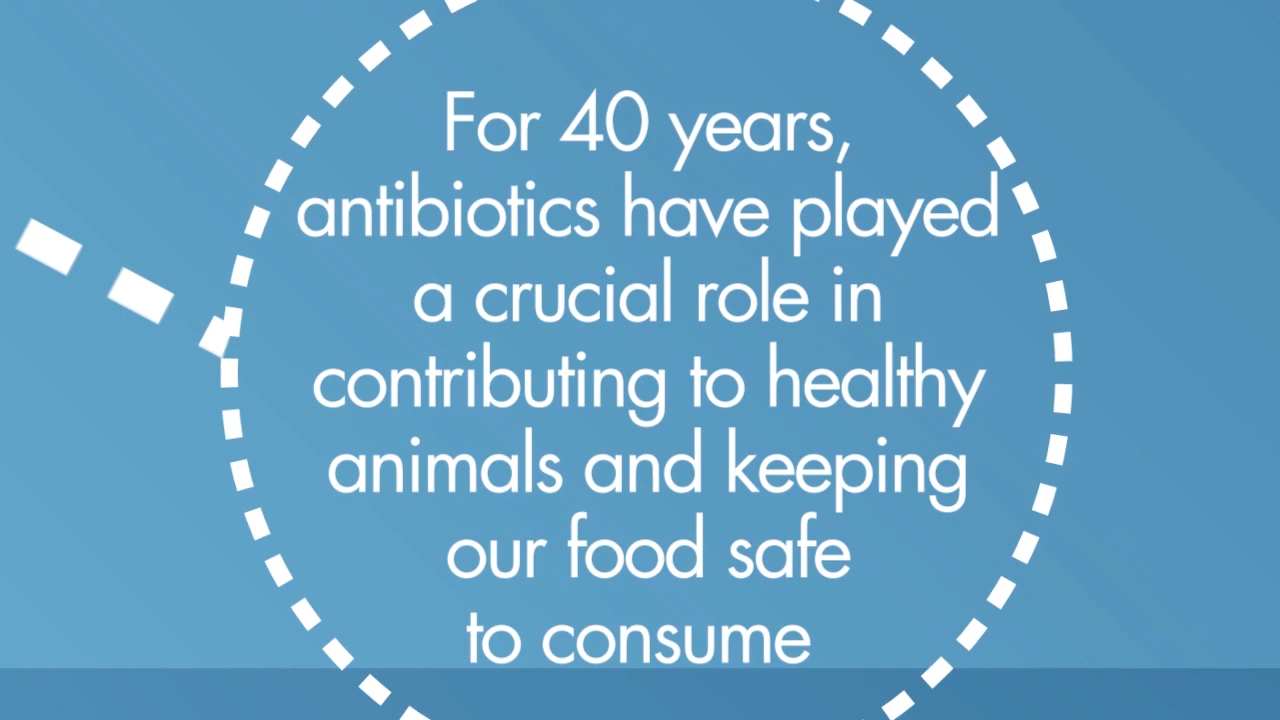 For 40 years,
antibiotics have played
a crucial role in
contributing to healthy
animals and keeping
our food safe
to consume